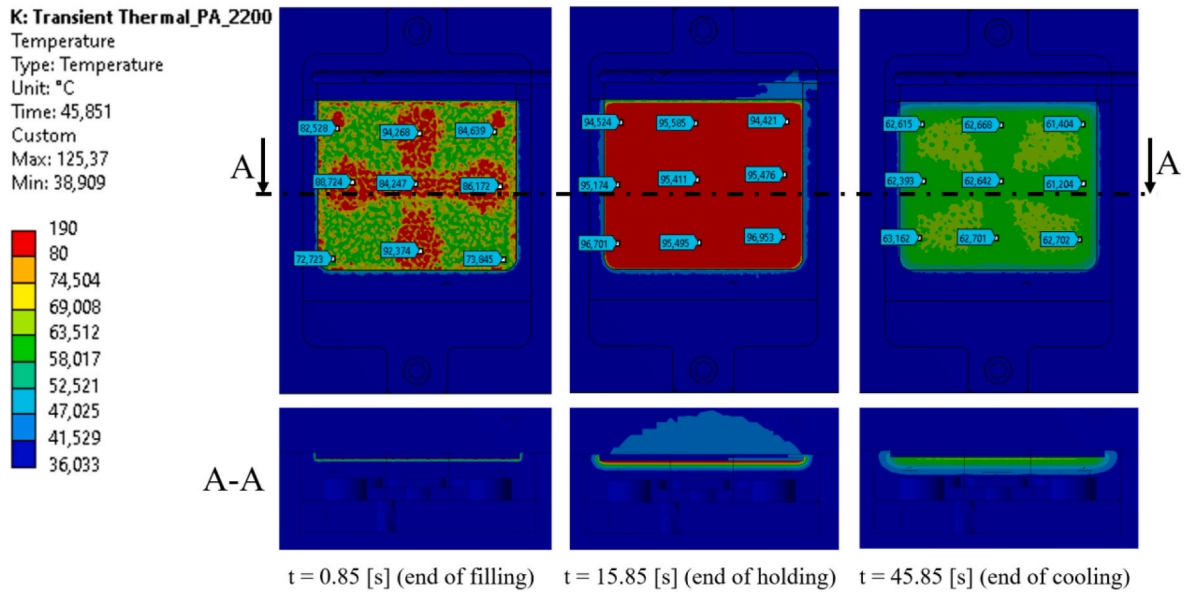 K: Transient Thermal_PA_2200
Temperature
Type: Temperature
Unit: °C
Time: 45,851
Custom
Max: 125,37
Min: 38,909
190
80
74,504
69,008
63,512
58,017
52,521
47,025
41,529
36,033
A
A
82,528
94,268
84,639
88,724
84,247
86,172
72,723
92,374
73,845
94,524
95,585
94,421
95,174
95,411
95,476
96,701
95,495
96,953
62,615
62,668
61,404
62,393
62,642
61,204
63,162
62,701
62,702
A-A
t = 0.85 [s] (end of filling)
t = 15.85 [s] (end of holding)
t = 45.85 [s] (end of cooling)